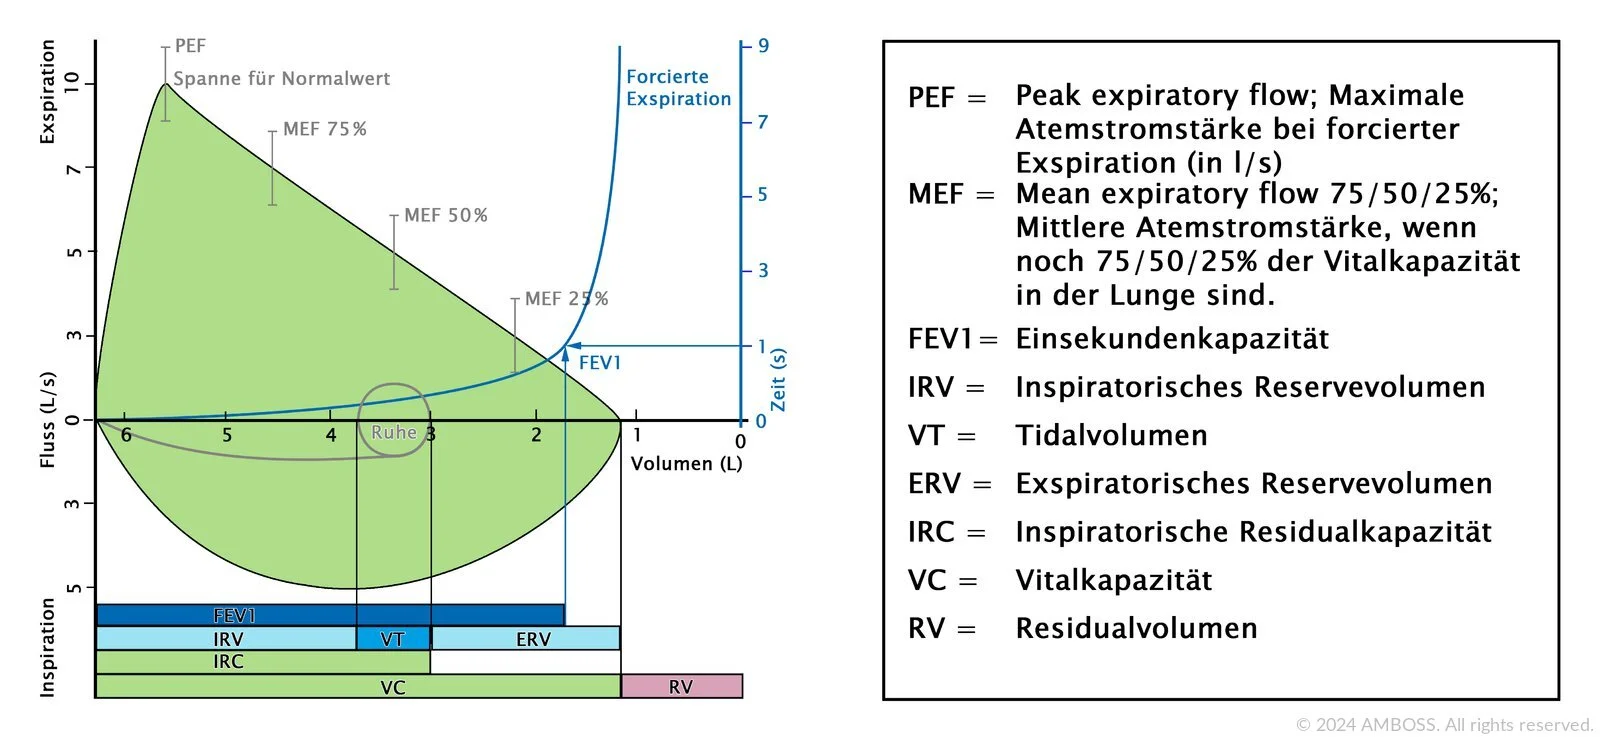 Exspiration
Fluss (L/s)
Inspiration
10
7
5
3
0
3
5
PEF
Spanne für Normalwert
MEF 75%
MEF 50%
MEF 25%
Forcierte
Exspiration
FEV1
9
7
5
3
1
0
Zeit (s)
Ruhe
6 5 4 3 2 1 0
Volumen (L)
FEV1
IRV VT ERV
IRC
VC RV
PEF = Peak expiratory flow; Maximale
Atemstromstärke bei forcierter
Exspiration (in l/s)
MEF = Mean expiratory flow 75/50/25%;
Mittlere Atemstromstärke, wenn
noch 75/50/25% der Vitalkapazität
in der Lunge sind.
FEV1= Einsekundenkapazität
IRV = Inspiratorisches Reservevolumen
VT = Tidalvolumen
ERV = Exspiratorisches Reservevolumen
IRC = Inspiratorische Residualkapazität
VC = Vitalkapazität
RV = Residualvolumen
© 2024 AMBOSS. All rights reserved.